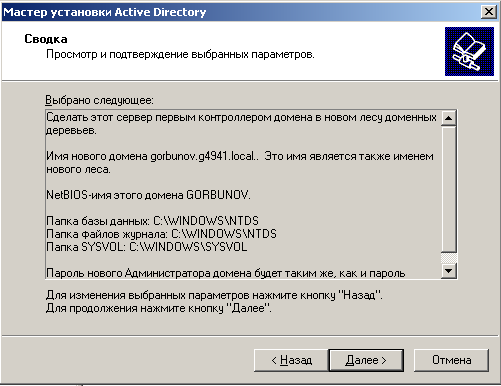 Мастер установки Active Directory
Сводка
Просмотр и подтверждение выбранных параметров.
Выбрано следующее:
Сделать этот сервер первым контроллером домена в новом лесу доменных
деревьев.
Имя нового домена gorbunov.g4941.local..  Это имя является также именем
нового леса.
NetBIOS-имя этого домена GORBUNOV.
Папка базы данных: C:\WINDOWS\NTDS
Папка файлов журнала: C:\WINDOWS\NTDS
Папка SYSVOL: C:\WINDOWS\SYSVOL
Пароль нового Администратора домена будет таким же, как и пароль
Для изменения выбранных параметров нажмите кнопку "Назад".
Для продолжения нажмите кнопку "Далее".
< Назад
Далее >
Отмена